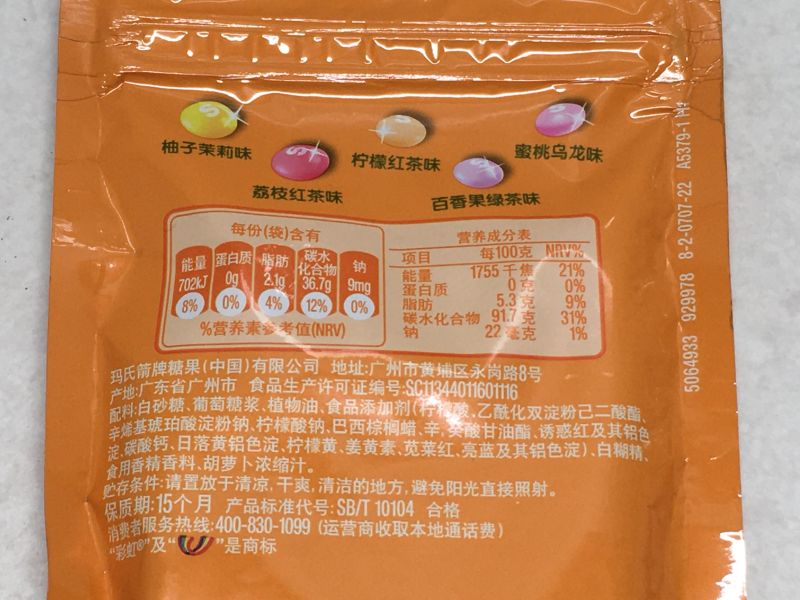 柚子茉莉味
柠檬红茶味
蜜桃乌龙味
荔枝红茶味
百香果绿茶味
每份(袋)含有
能量 702kJ 8%
蛋白质 0g 0%
脂肪 2.1g 4%
碳水化合物 36.7g 12%
钠 9mg 0%
%营养素参考值(NRV)
营养成分表
项目 每100克 NRV%
能量 1755 千焦 21%
蛋白质 0 克 0%
脂肪 5.3 克 9%
碳水化合物 91.7 克 31%
钠 22 毫克 1%
玛氏箭牌糖果(中国)有限公司 地址:广州市黄埔区永岗路8号
产地:广东省广州市 食品生产许可证编号:SC11344011601116
配料:白砂糖、葡萄糖浆、植物油、食品添加剂(柠檬酸、乙酰化双淀粉己二酸酯、
辛烯基琥珀酸淀粉钠、柠檬酸钠、巴西棕榈蜡、辛,癸酸甘油酯、诱惑红及其铝色
淀、碳酸钙、日落黄铝色淀、柠檬黄、姜黄素、苋菜红、亮蓝及其铝色淀)、白糊精、
食用香精香料、胡萝卜浓缩汁。
贮存条件:请置放于清凉,干爽,清洁的地方,避免阳光直接照射。
保质期:15个月 产品标准代号:SB/T 10104 合格
消费者服务热线:400-830-1099 (运营商收取本地通话费)
“彩虹®”及“ ”是商标
5064933 929978 8-2-0707-22 A5379-1